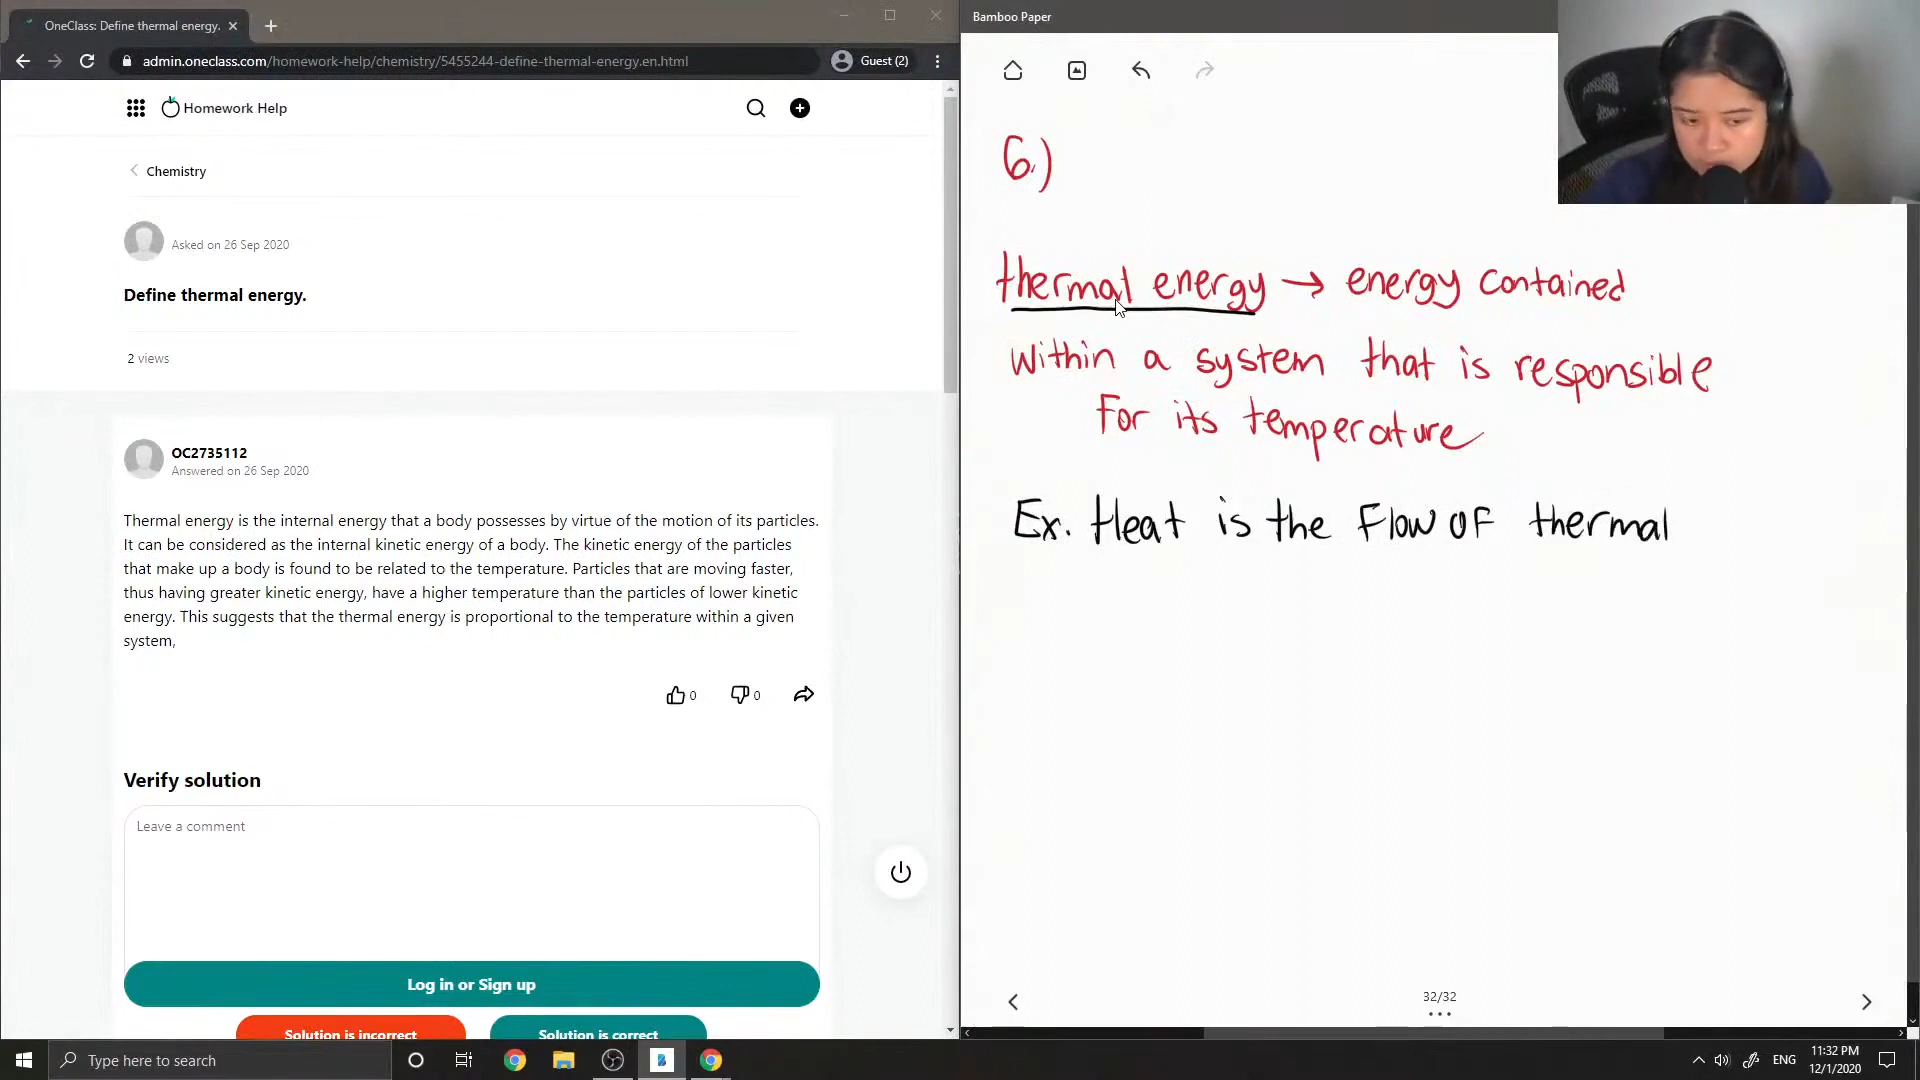 OneClass: Define thermal energy.
admin.oneclass.com/homework-help/chemistry/5455244-define-thermal-energy.en.html
Guest (2)
Homework Help
Chemistry
Asked on 26 Sep 2020
Define thermal energy.
2 views
OC2735112
Answered on 26 Sep 2020
Thermal energy is the internal energy that a body possesses by virtue of the motion of its particles.
It can be considered as the internal kinetic energy of a body. The kinetic energy of the particles
that make up a body is found to be related to the temperature. Particles that are moving faster,
thus having greater kinetic energy, have a higher temperature than the particles of lower kinetic
energy. This suggests that the thermal energy is proportional to the temperature within a given
system,
0
0
Verify solution
Leave a comment
Log in or Sign up
Solution is incorrect
Solution is correct
Bamboo Paper
6.)
thermal energy → energy contained
within a system that is responsible
For its temperature
Ex. Heat is the Flow OF thermal
32/32
Type here to search
ENG
11:32 PM
12/1/2020